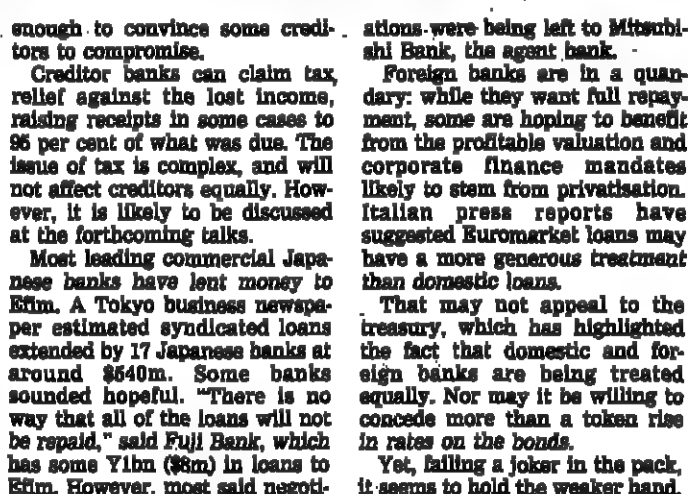 enough to convince some credi-
tors to compromise.
Creditor banks can claim tax
relief against the lost income,
raising receipts in some cases to
95 per cent of what was due. The
issue of tax is complex, and will
not affect creditors equally. How-
ever, it is likely to be discussed
at the forthcoming talks.
Most leading commercial Japa-
nese banks have lent money to
Efim. A Tokyo business newspa-
per estimated syndicated loans
extended by 17 Japanese banks at
around $640m. Some banks
sounded hopeful. "There is no
way that all of the loans will not
be repaid," said Fuji Bank, which
has some Y1bn ($8m) in loans to
Efim. However, most said negoti-
ations were being left to Mitsubi-
shi Bank, the agent bank.
Foreign banks are in a quan-
dary: while they want full repay-
ment, some are hoping to benefit
from the profitable valuation and
corporate finance mandates
likely to stem from privatisation.
Italian press reports have
suggested Euromarket loans may
have a more generous treatment
than domestic loans.
That may not appeal to the
treasury, which has highlighted
the fact that domestic and for-
eign banks are being treated
equally. Nor may it be willing to
concede more than a token rise
in rates on the bonds.
Yet, failing a joker in the pack,
it seems to hold the weaker hand.